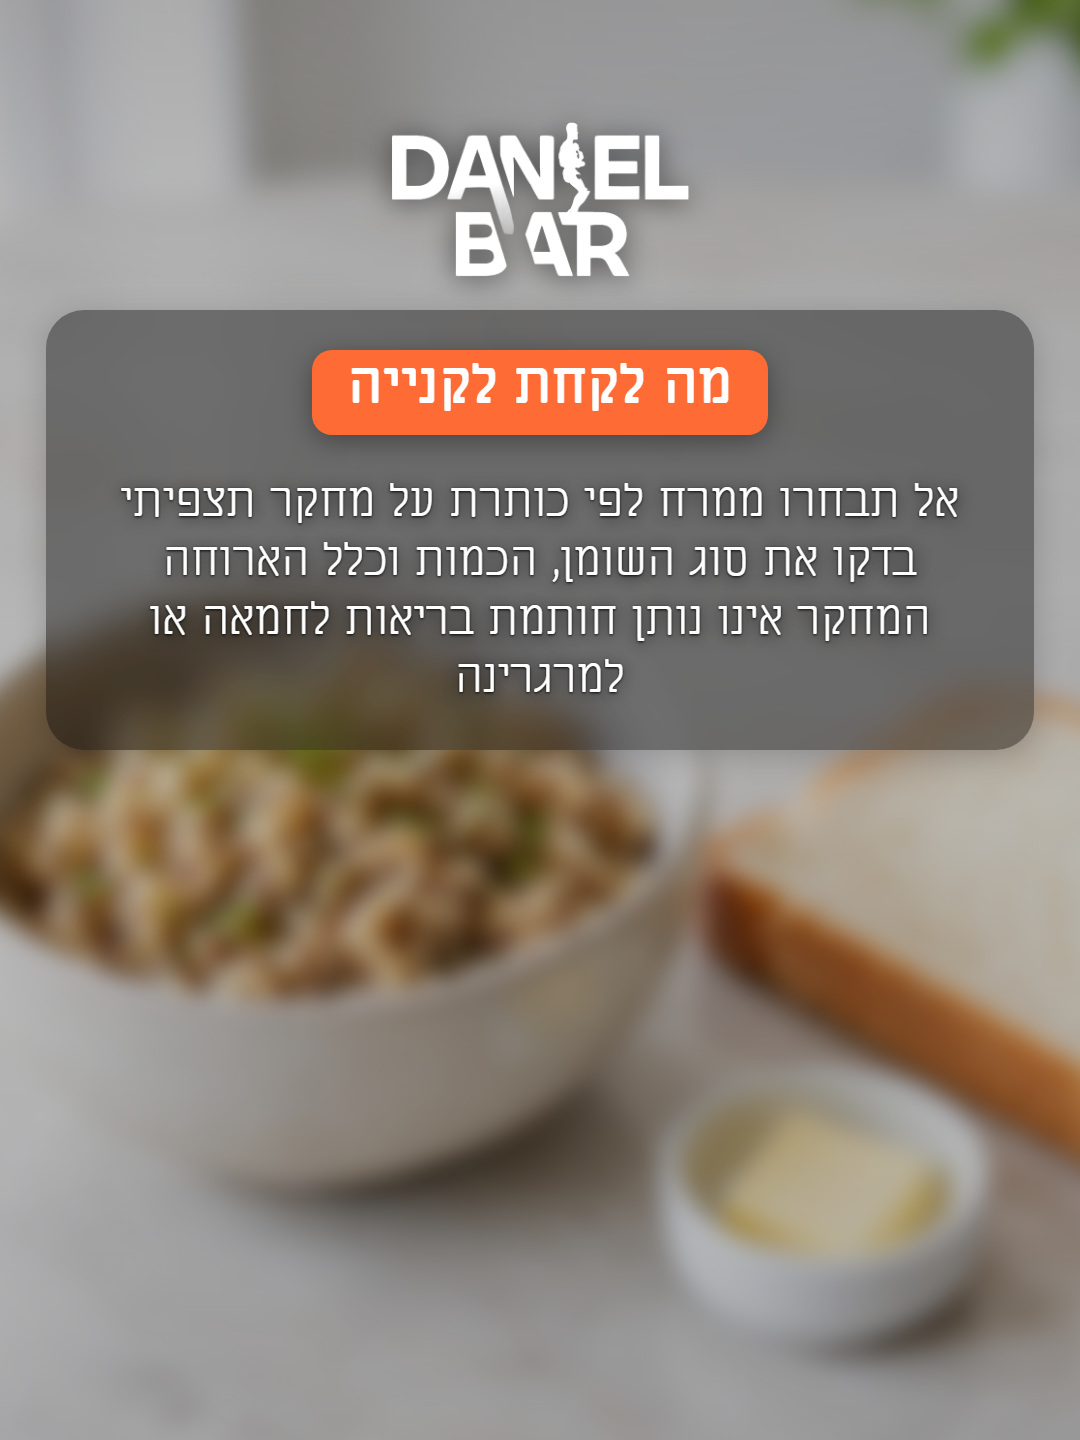 DANIEL
BAR
מה לקחת לקנייה
אל תבחרו ממרח לפי כותרת על מחקר תצפיתי
בדקו את סוג השומן, הכמות וכלל הארוחה
המחקר אינו נותן חותמת בריאות לחמאה או
למרגרינה